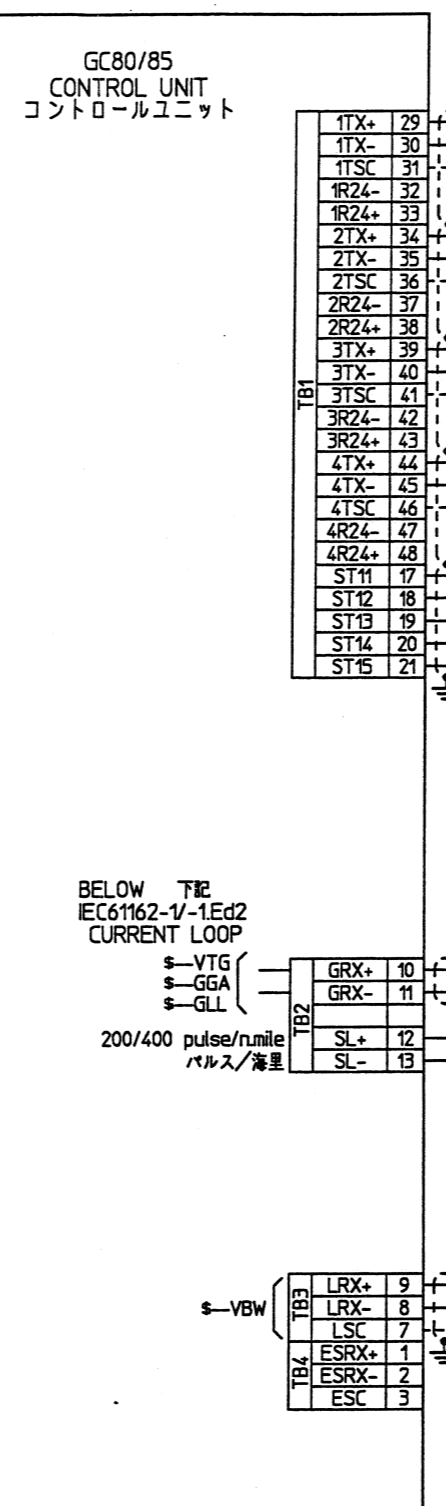 GC80/85
CONTROL UNIT
コントロールユニット
TB1
1TX+ 29
1TX- 30
1TSC 31
1R24- 32
1R24+ 33
2TX+ 34
2TX- 35
2TSC 36
2R24- 37
2R24+ 38
3TX+ 39
3TX- 40
3TSC 41
3R24- 42
3R24+ 43
4TX+ 44
4TX- 45
4TSC 46
4R24- 47
4R24+ 48
ST11 17
ST12 18
ST13 19
ST14 20
ST15 21
BELOW 下記
IEC61162-1/-1.Ed2
CURRENT LOOP
$—VTG
$—GGA
$—GLL
200/400 pulse/n.mile
パルス/海里
TB2
GRX+ 10
GRX- 11
SL+ 12
SL- 13
$—VBW
TB3
LRX+ 9
LRX- 8
LSC 7
TB4
ESRX+ 1
ESRX- 2
ESC 3